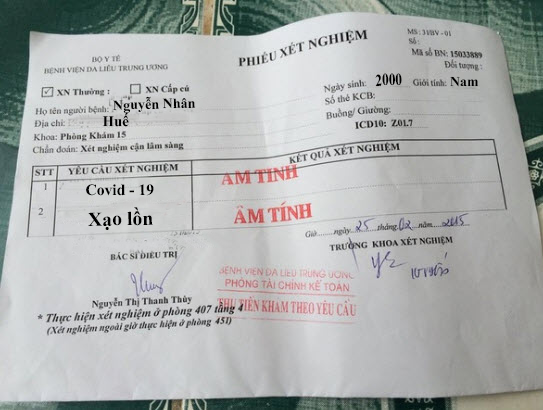 BỘ Y TẾ
BỆNH VIỆN DA LIỄU TRUNG ƯƠNG
PHIẾU XÉT NGHIỆM
MS: 31BV - 01
Số:
Mã số BN: 15033889
Đối tượng:
☑ XN Thường: ☐ XN Cấp cứu
Họ tên người bệnh: Nguyễn Nhân
Ngày sinh: 2000 Giới tính: Nam
Địa chỉ: Huế
Số thẻ KCB:
Khoa: Phòng Khám 15
Buồng/ Giường:
Chẩn đoán: Xét nghiệm cận lâm sàng
ICD10: Z01.7
STT YÊU CẦU XÉT NGHIỆM KẾT QUẢ XÉT NGHIỆM
1 Covid - 19 ÂM TÍNH
2 Xạo lồn ÂM TÍNH
Giờ ngày 25 tháng 02 năm 2015
BÁC SĨ ĐIỀU TRỊ
TRƯỞNG KHOA XÉT NGHIỆM
BỆNH VIỆN DA LIỄU TRUNG ƯƠNG
PHÒNG TÀI CHÍNH KẾ TOÁN
THU TIỀN KHÁM THEO YÊU CẦU
Nguyễn Thị Thanh Thùy
* Thực hiện xét nghiệm ở phòng 407 tầng 4
(Xét nghiệm ngoài giờ thực hiện ở phòng 451)